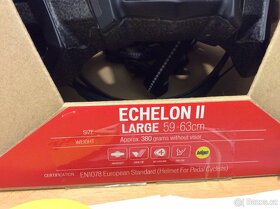 ECHELON II
SIZE LARGE 59-63cm
WEIGHT Approx. 380 grams without visor
CERTIFICATION EN1078 European Standard (Helmet For Pedal Cyclists)